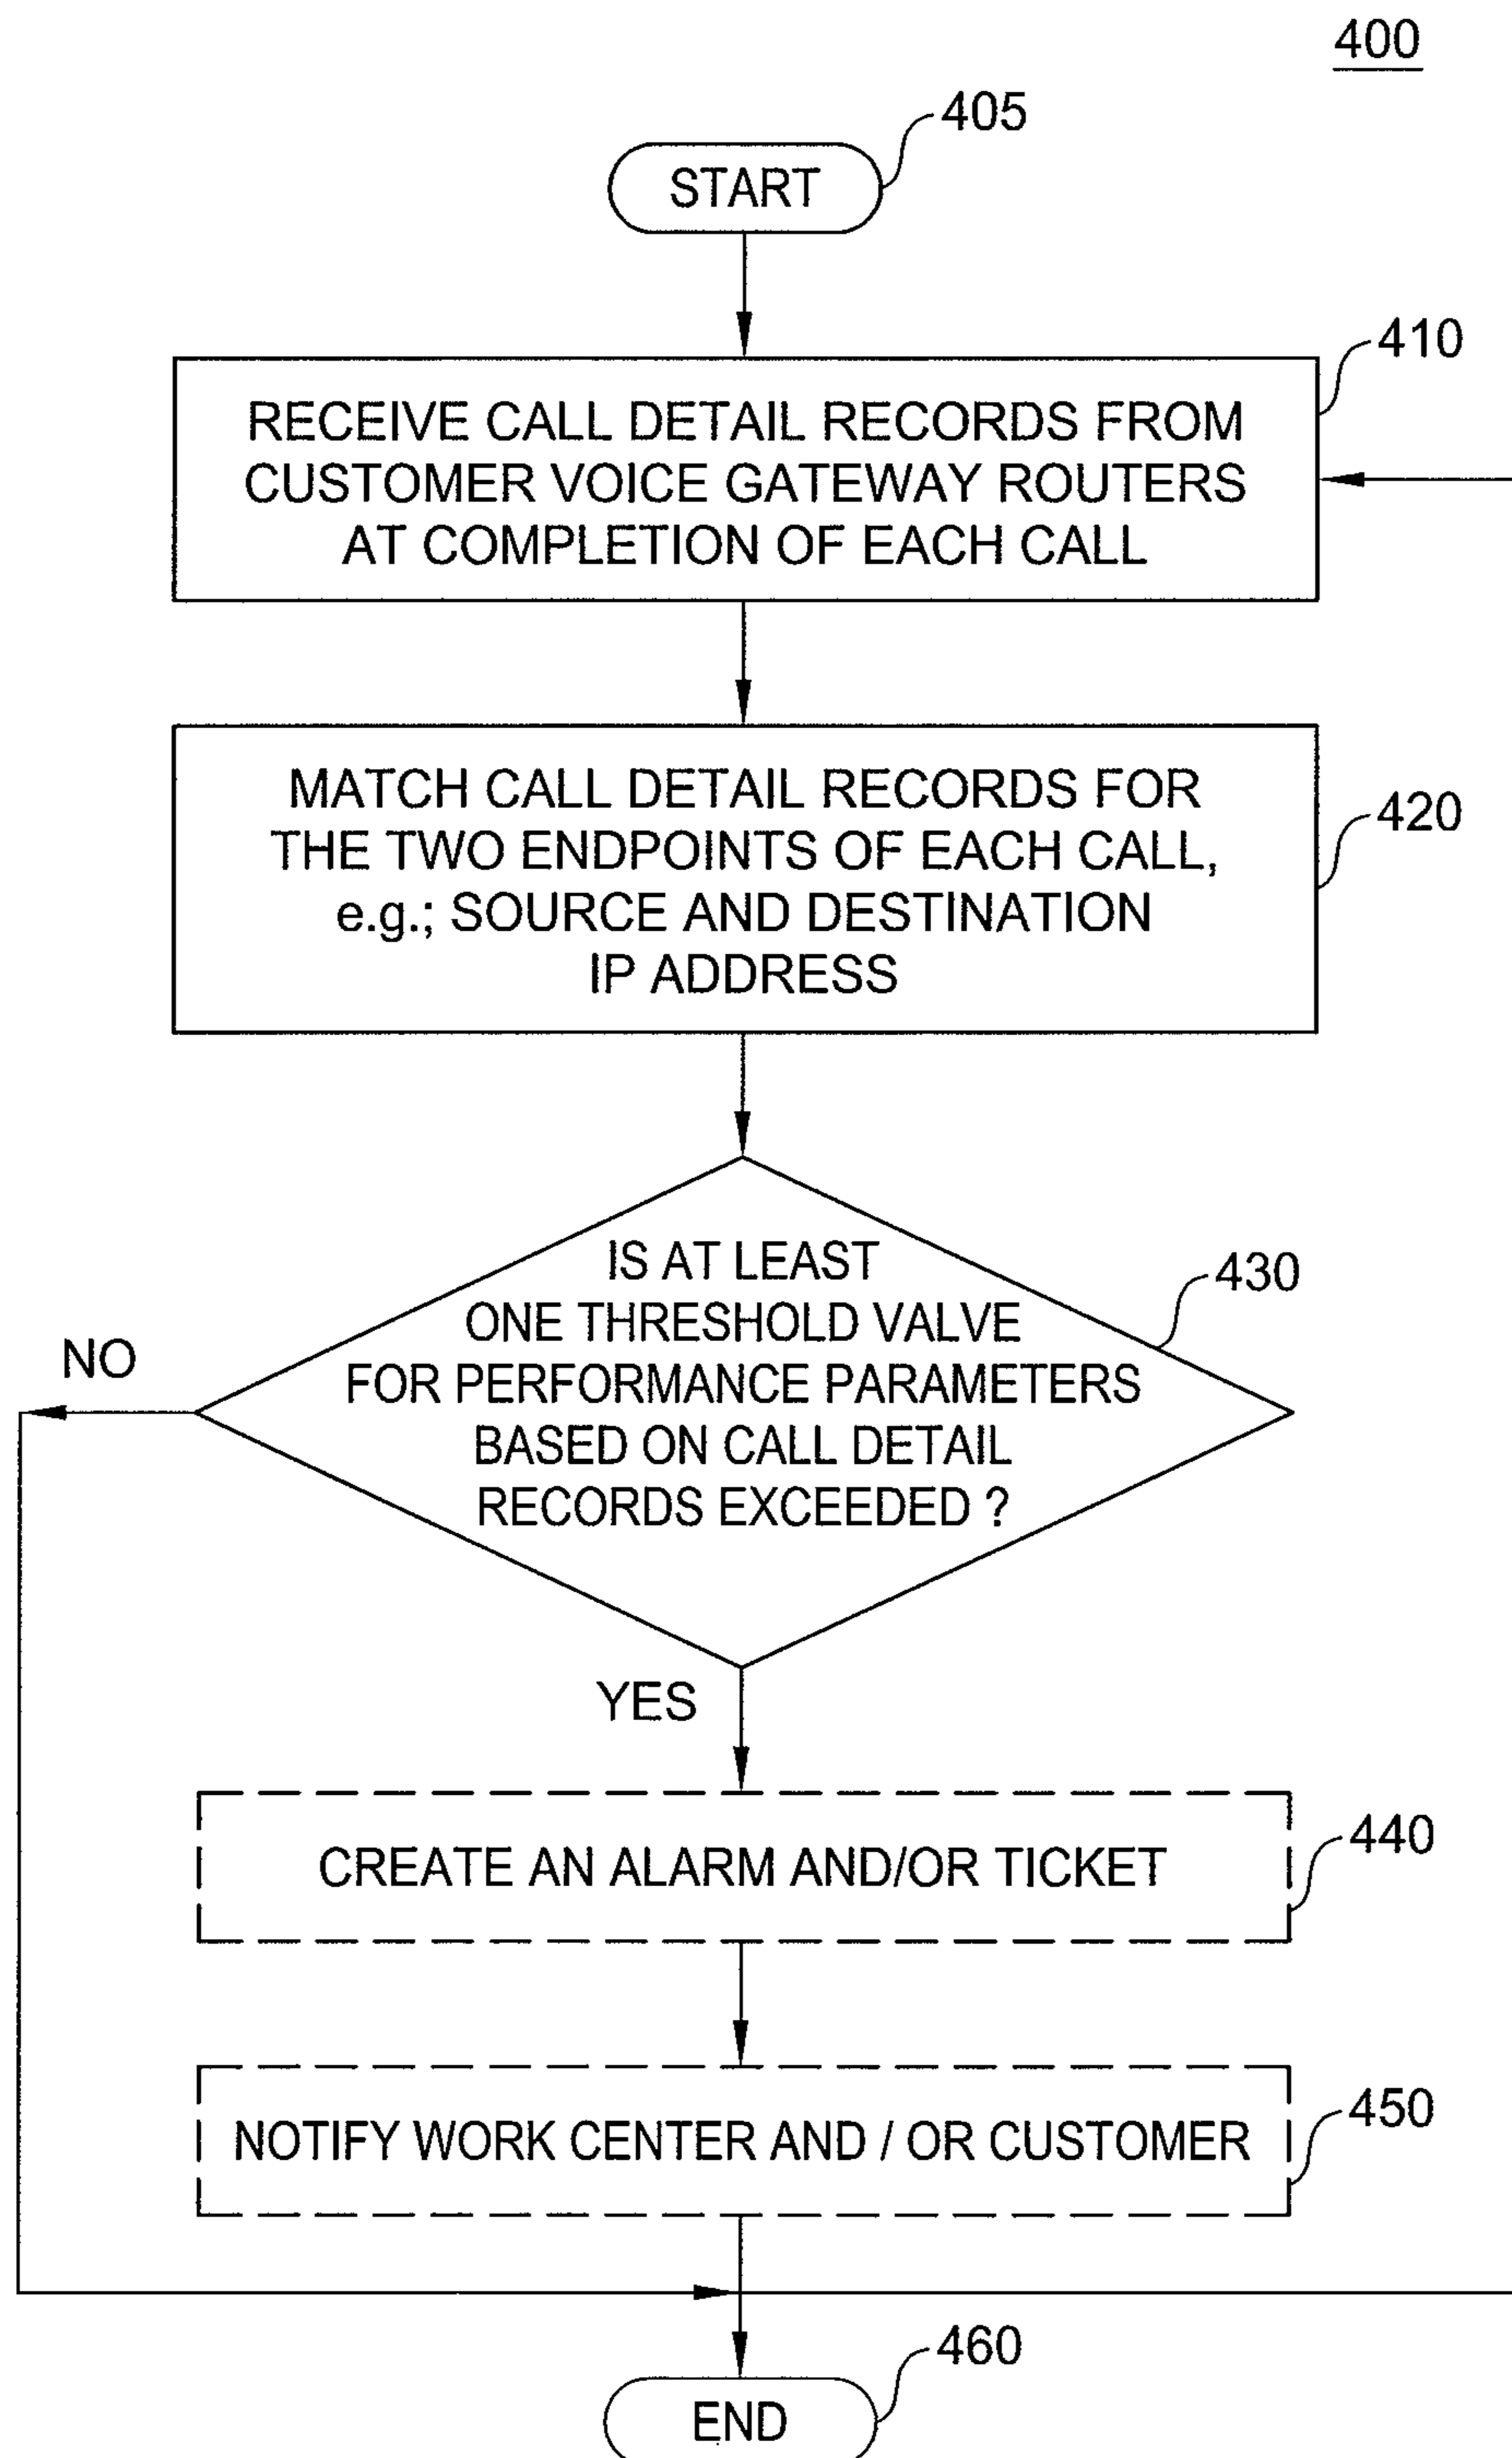 400
405
START
410
RECEIVE CALL DETAIL RECORDS FROM
CUSTOMER VOICE GATEWAY ROUTERS
AT COMPLETION OF EACH CALL
MATCH CALL DETAIL RECORDS FOR
THE TWO ENDPOINTS OF EACH CALL,
e.g.; SOURCE AND DESTINATION
IP ADDRESS
420
IS AT LEAST
ONE THRESHOLD VALVE
FOR PERFORMANCE PARAMETERS
BASED ON CALL DETAIL
RECORDS EXCEEDED ?
430
NO
YES
CREATE AN ALARM AND/OR TICKET
440
NOTIFY WORK CENTER AND / OR CUSTOMER
450
460
END